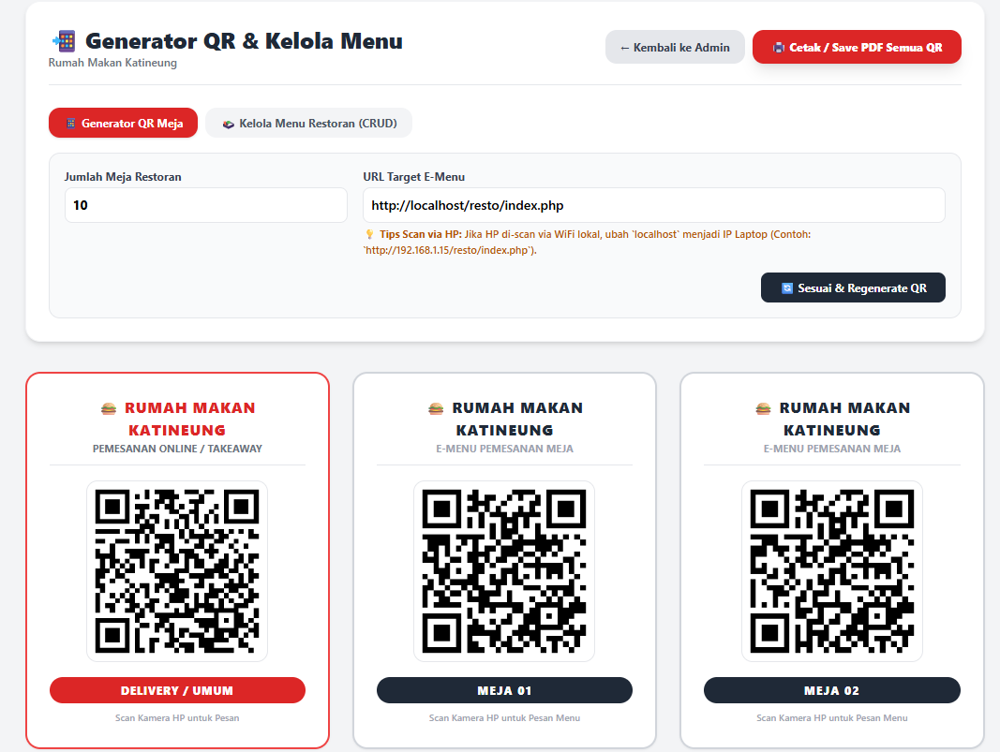 Generator QR & Kelola Menu
Rumah Makan Katineung
← Kembali ke Admin
Cetak / Save PDF Semua QR
Generator QR Meja
Kelola Menu Restoran (CRUD)
Jumlah Meja Restoran
10
URL Target E-Menu
http://localhost/resto/index.php
Tips Scan via HP: Jika HP di-scan via WiFi lokal, ubah `localhost` menjadi IP Laptop (Contoh:
`http://192.168.1.15/resto/index.php`).
Sesuai & Regenerate QR
RUMAH MAKAN
KATINEUNG
PEMESANAN ONLINE / TAKEAWAY
DELIVERY / UMUM
Scan Kamera HP untuk Pesan
RUMAH MAKAN
KATINEUNG
E-MENU PEMESANAN MEJA
MEJA 01
Scan Kamera HP untuk Pesan Menu
RUMAH MAKAN
KATINEUNG
E-MENU PEMESANAN MEJA
MEJA 02
Scan Kamera HP untuk Pesan Menu